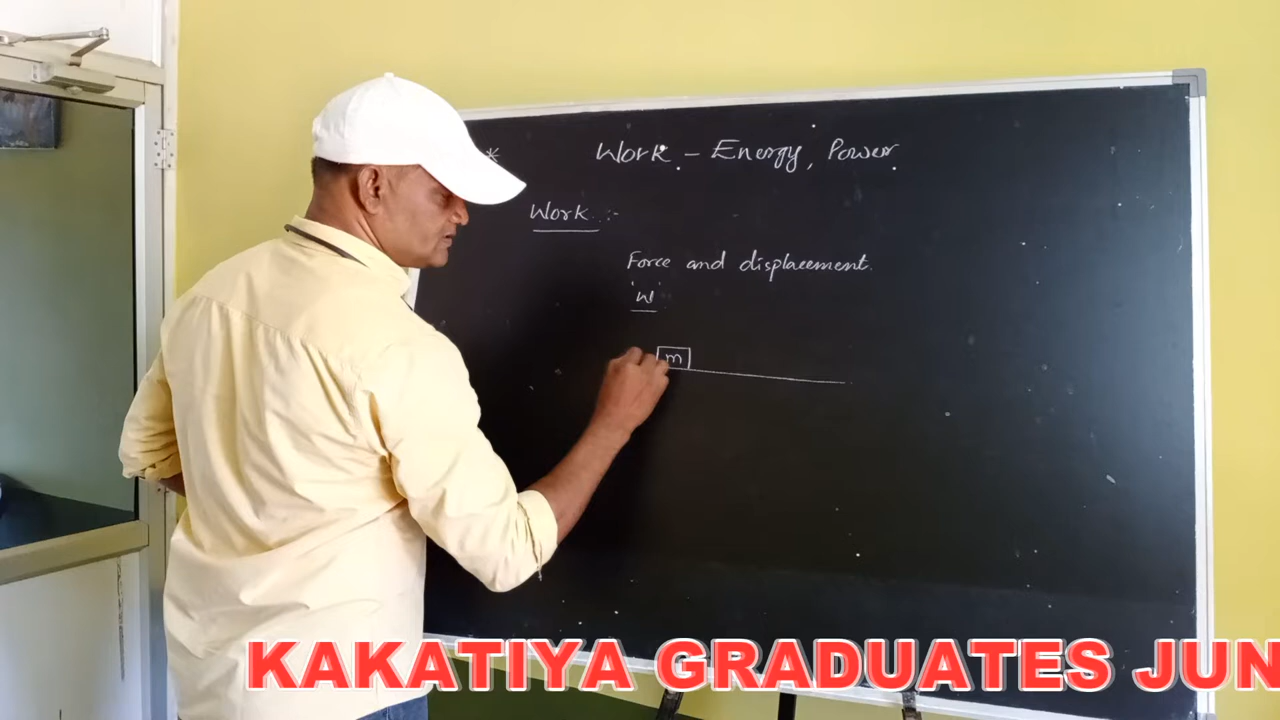 * Work - Energy, Power
Work :-
Force and displacement.
'W'
m
KAKATIYA GRADUATES JUN